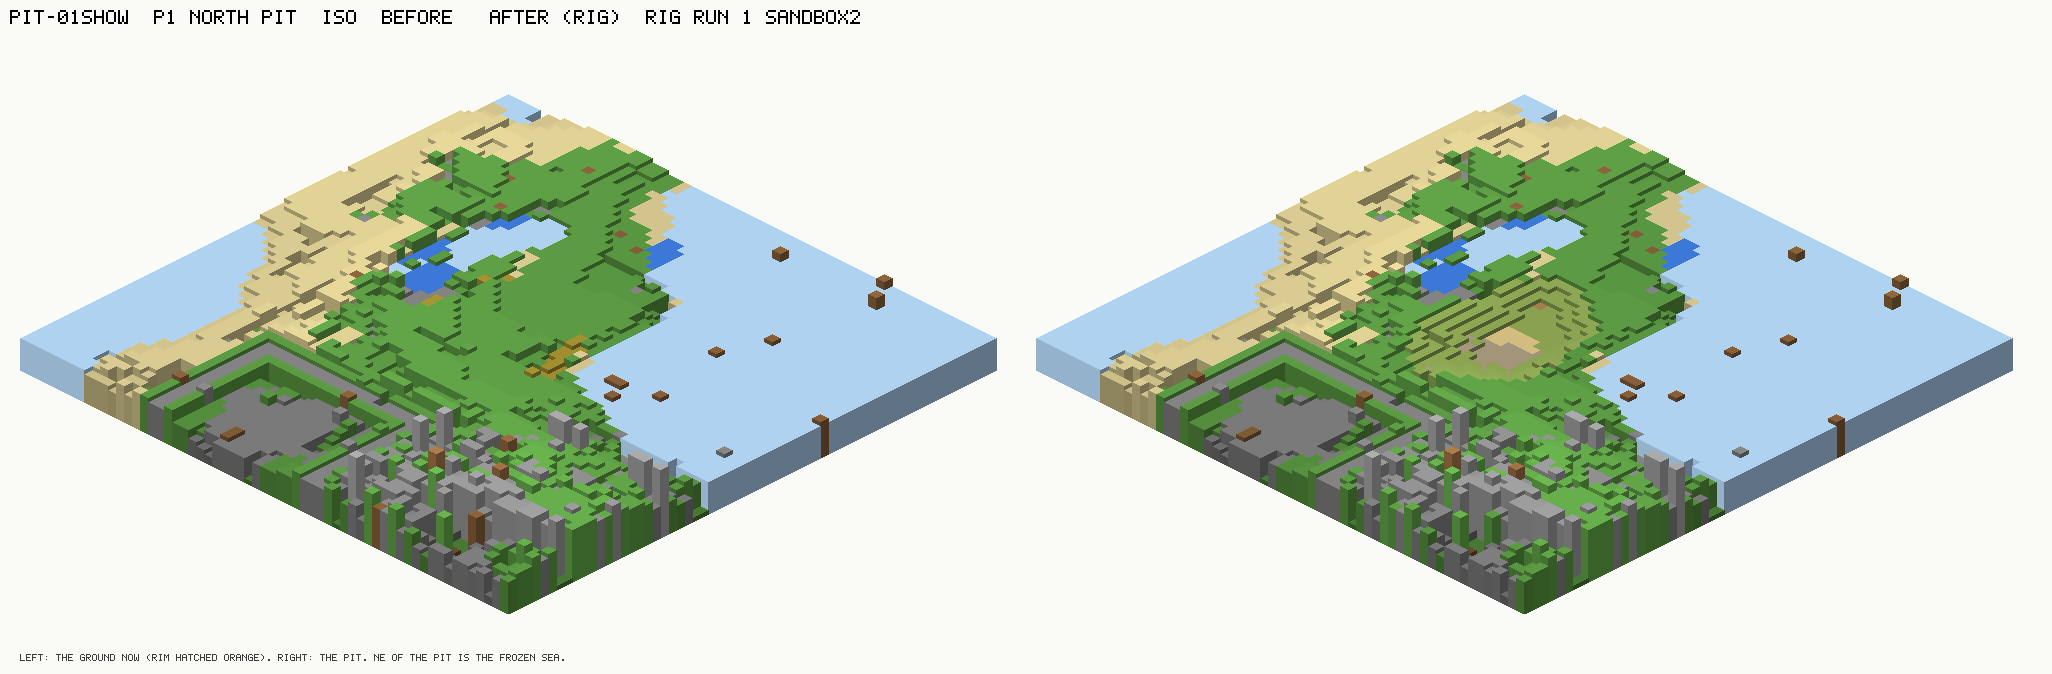 PIT-01SHOW P1 NORTH PIT ISO BEFORE AFTER (RIG) RIG RUN 1 SANDBOX2
LEFT: THE GROUND NOW (RIM HATCHED ORANGE). RIGHT: THE PIT. NE OF THE PIT IS THE FROZEN SEA.